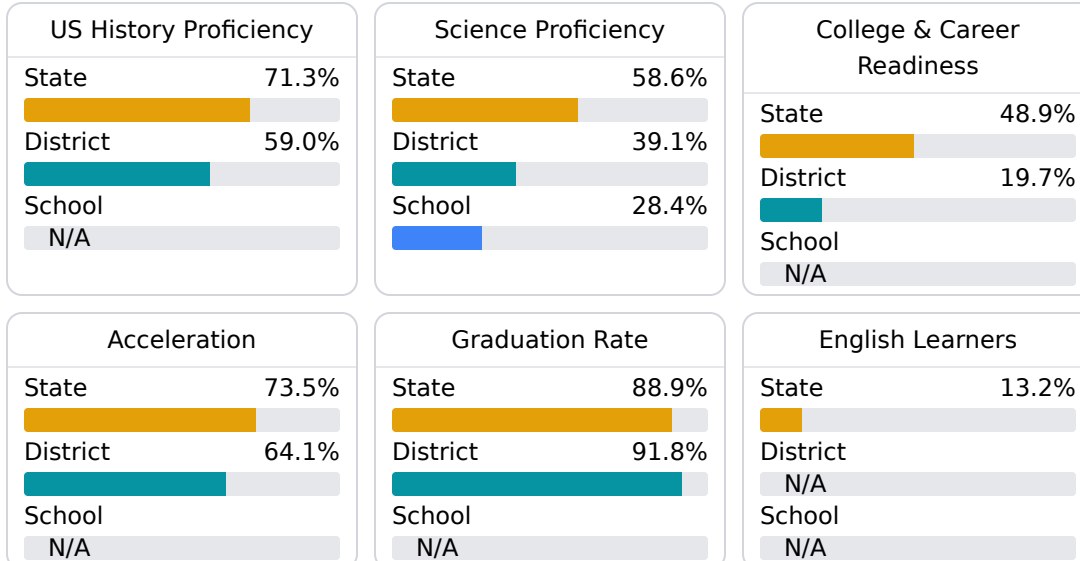 US History Proficiency
State 71.3%
District 59.0%
School
N/A
Science Proficiency
State 58.6%
District 39.1%
School 28.4%
College & Career
Readiness
State 48.9%
District 19.7%
School
N/A
Acceleration
State 73.5%
District 64.1%
School
N/A
Graduation Rate
State 88.9%
District 91.8%
School
N/A
English Learners
State 13.2%
District
N/A
School
N/A